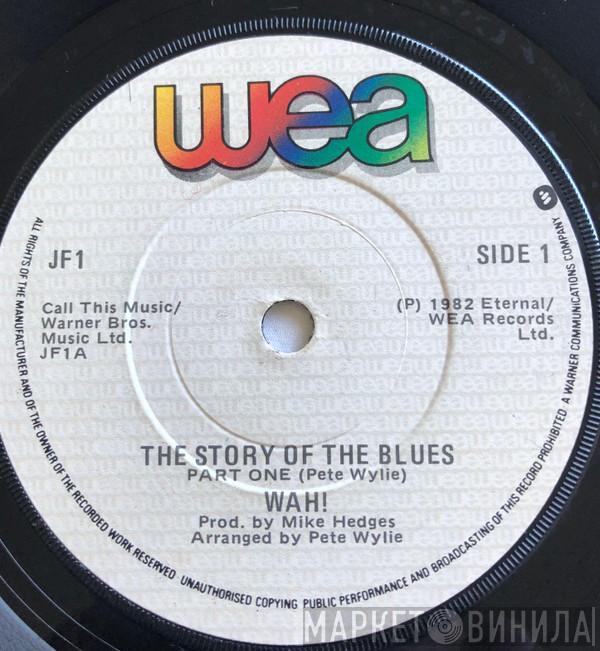 wea
JF1
SIDE 1
Call This Music/
Warner Bros.
Music Ltd.
JF1A
(P) 1982 Eternal/
WEA Records
Ltd.
THE STORY OF THE BLUES
PART ONE (Pete Wylie)
WAH!
Prod. by Mike Hedges
Arranged by Pete Wylie
ALL RIGHTS OF THE MANUFACTURER AND OF THE OWNER OF THE RECORDED WORK RESERVED UNAUTHORISED COPYING PUBLIC PERFORMANCE AND BROADCASTING OF THIS RECORD PROHIBITED A WARNER COMMUNICATIONS COMPANY
МАРКЕТ ВИНИЛА